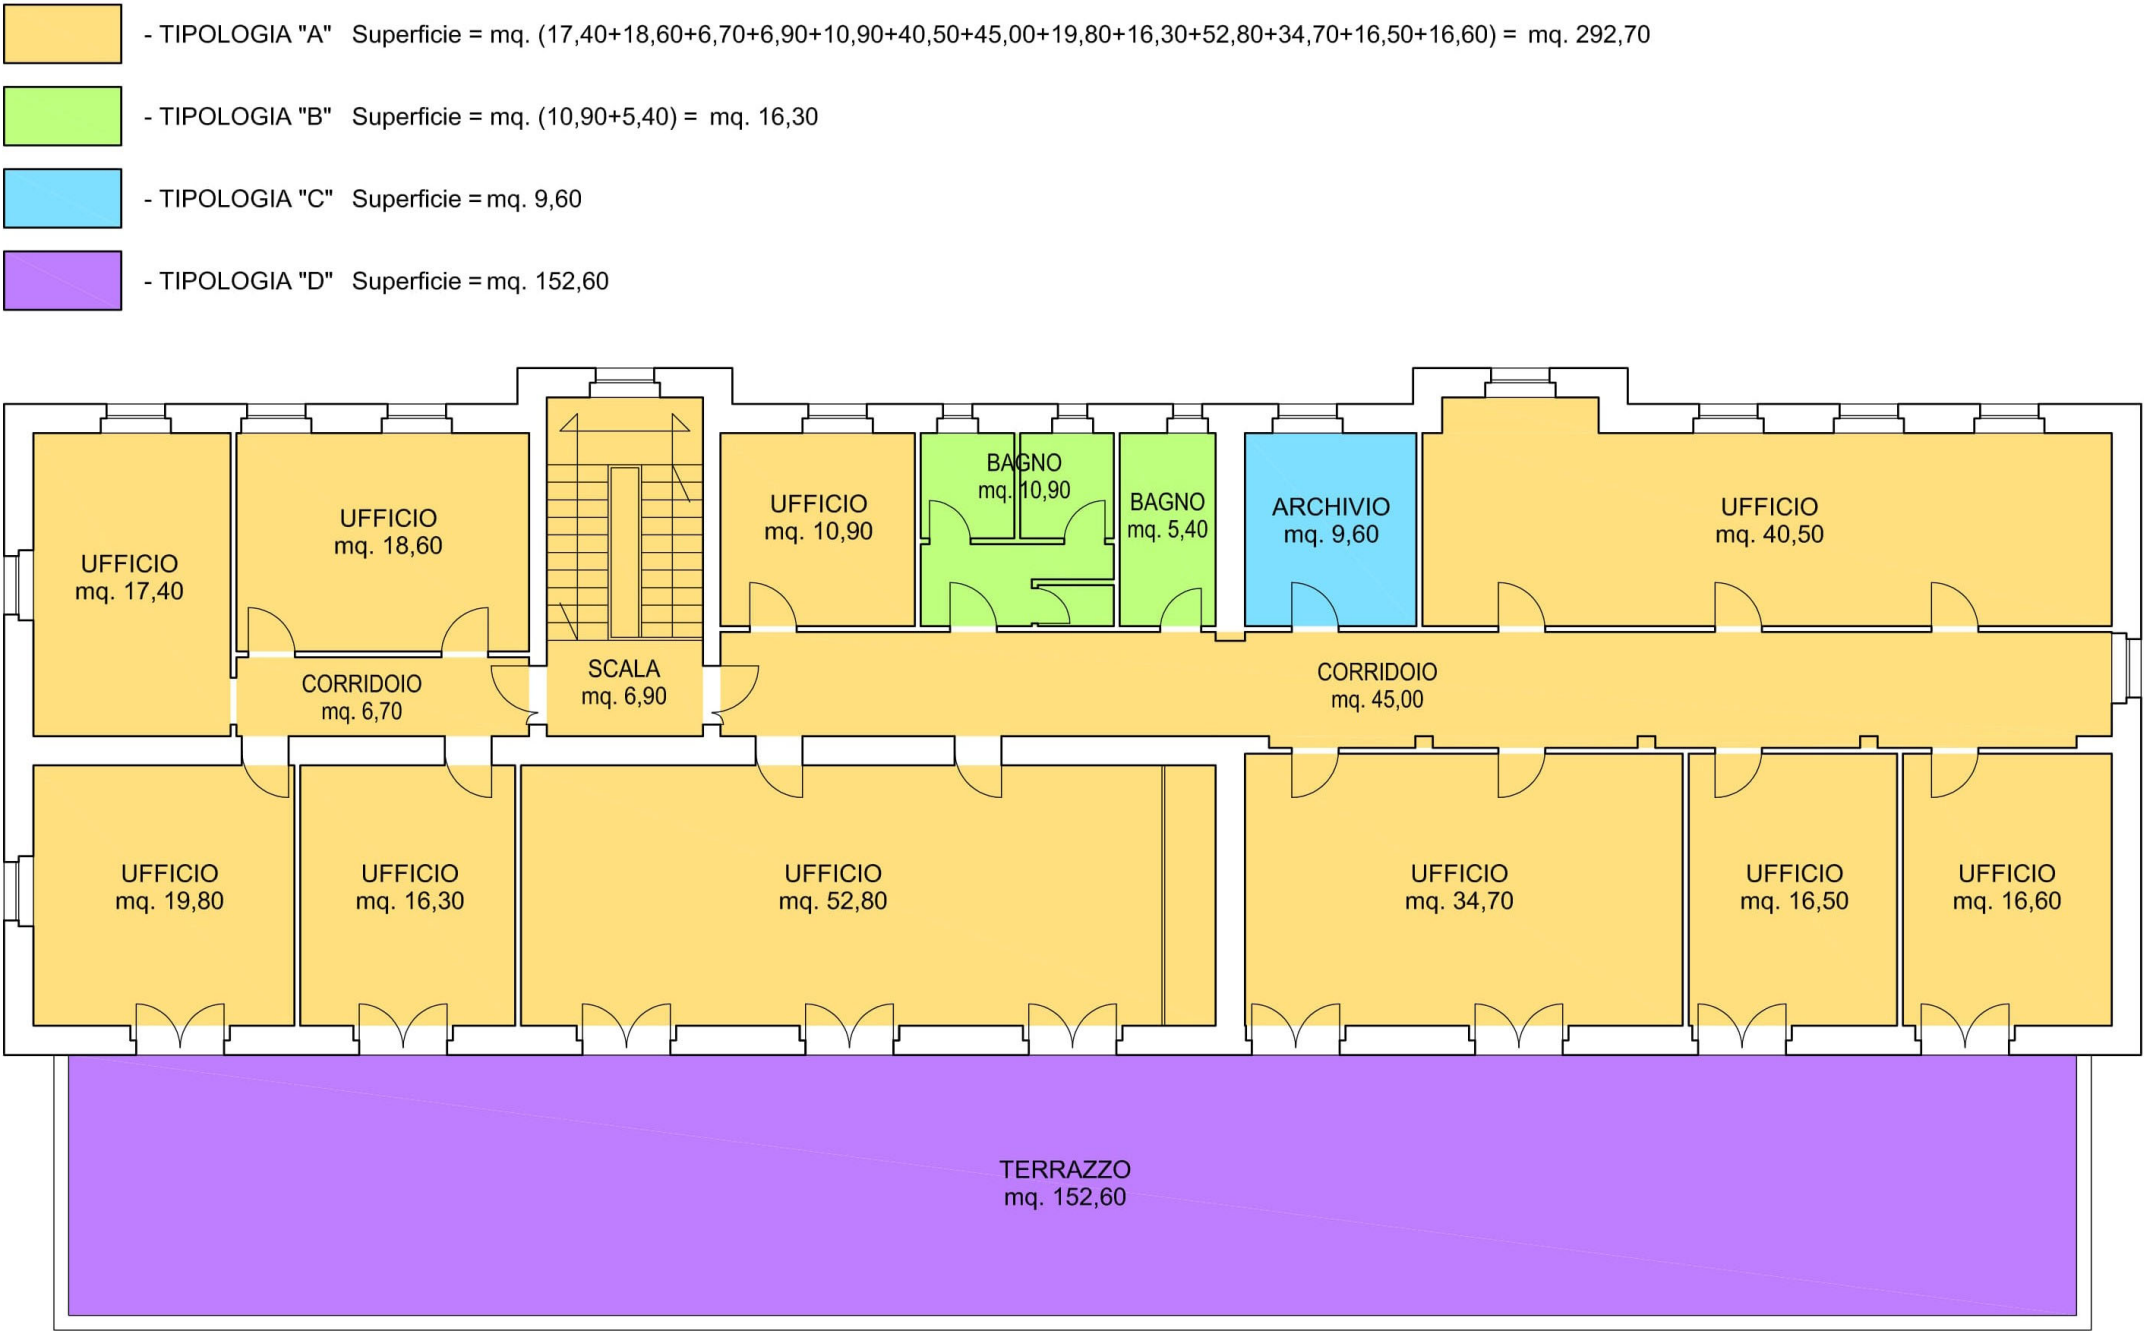 - TIPOLOGIA "A" Superficie = mq. (17,40+18,60+6,70+6,90+10,90+40,50+45,00+19,80+16,30+52,80+34,70+16,50+16,60) = mq. 292,70
- TIPOLOGIA "B" Superficie = mq. (10,90+5,40) = mq. 16,30
- TIPOLOGIA "C" Superficie = mq. 9,60
- TIPOLOGIA "D" Superficie = mq. 152,60
UFFICIO
mq. 17,40
UFFICIO
mq. 18,60
UFFICIO
mq. 10,90
BAGNO
mq. 10,90
BAGNO
mq. 5,40
ARCHIVIO
mq. 9,60
UFFICIO
mq. 40,50
CORRIDOIO
mq. 6,70
SCALA
mq. 6,90
CORRIDOIO
mq. 45,00
UFFICIO
mq. 19,80
UFFICIO
mq. 16,30
UFFICIO
mq. 52,80
UFFICIO
mq. 34,70
UFFICIO
mq. 16,50
UFFICIO
mq. 16,60
TERRAZZO
mq. 152,60